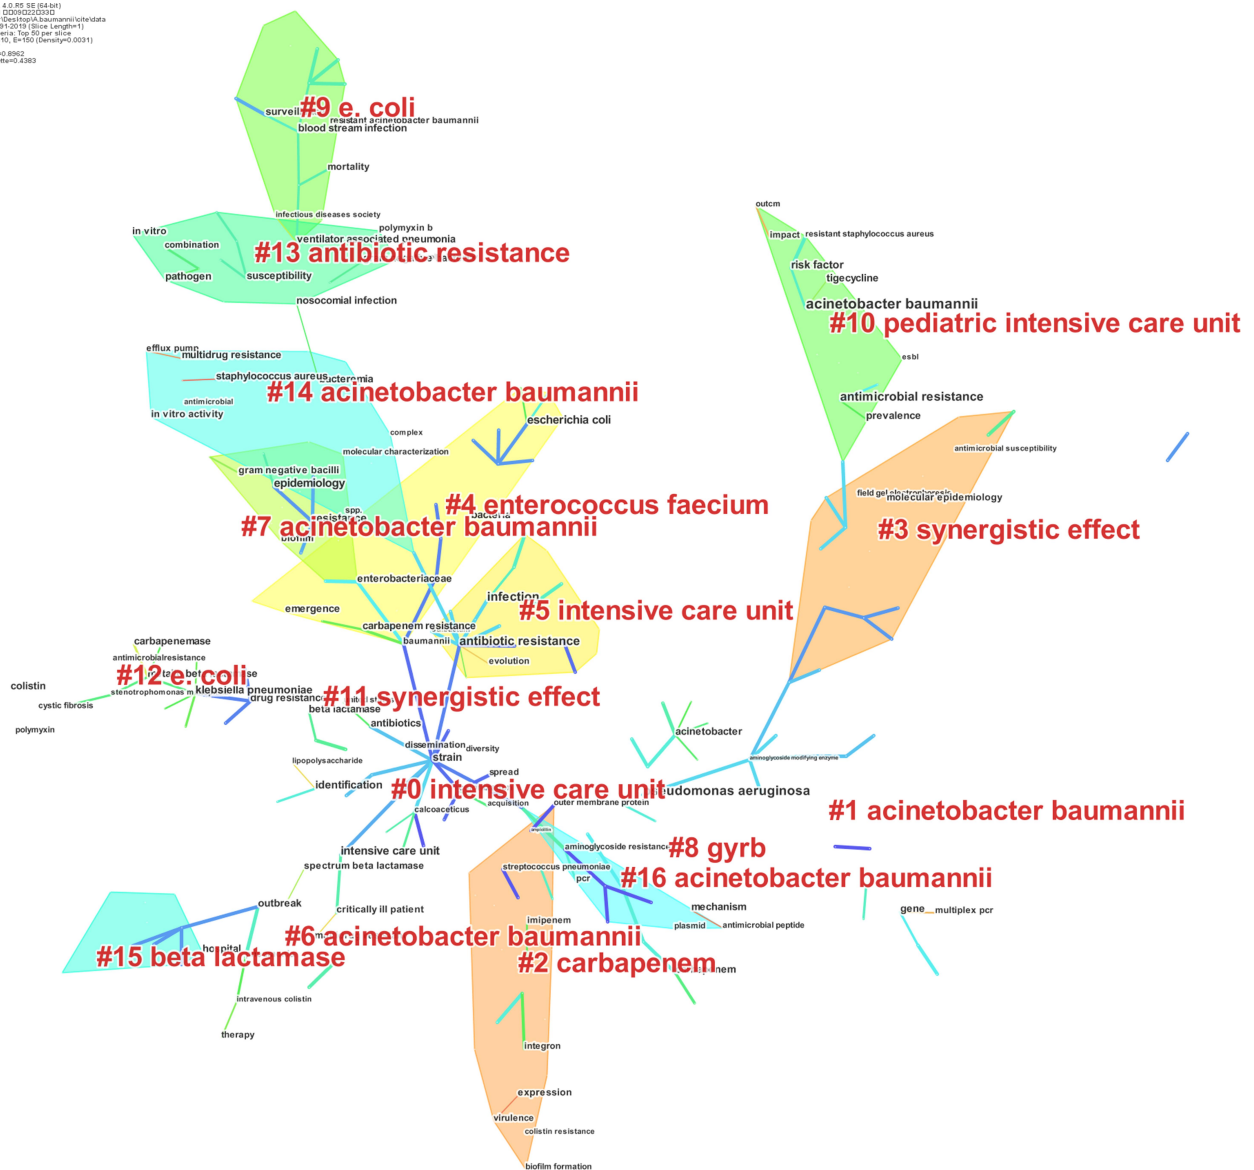 4.0.R5 SE (64-bit)
\Desktop\A.baumannii\cite\data
91-2019 (Slice Length=1)
eria: Top 50 per slice
10, E=150 (Density=0.0031)
=0.8962
tte=0.4383
#9 e. coli
resistant acinetobacter baumannii
blood stream infection
mortality
infectious diseases society
in vitro
polymyxin b
combination
ventilator associated pneumonia
#13 antibiotic resistance
pathogen
susceptibility
nosocomial infection
outcm
impact
resistant staphylococcus aureus
risk factor
tigecycline
acinetobacter baumannii
#10 pediatric intensive care unit
esbl
antimicrobial resistance
prevalence
efflux pump
multidrug resistance
staphylococcus aureus
bacteremia
#14 acinetobacter baumannii
antimicrobial
in vitro activity
complex
escherichia coli
molecular characterization
antimicrobial susceptibility
gram negative bacilli
epidemiology
field gel electrophoresis
molecular epidemiology
#4 enterococcus faecium
spp.
resistance
bacteria
#7 acinetobacter baumannii
#3 synergistic effect
biofilm
enterobacteriaceae
infection
emergence
#5 intensive care unit
carbapenem resistance
baumannii
antibiotic resistance
carbapenemase
antimicrobialresistance
evolution
#12 e. coli
colistin
stenotrophomonas m
klebsiella pneumoniae
drug resistance
cystic fibrosis
#11 synergistic effect
beta lactamase
antibiotics
polymyxin
acinetobacter
dissemination
diversity
strain
aminoglycoside modifying enzyme
lipopolysaccharide
spread
identification
#0 intensive care unit
pseudomonas aeruginosa
acquisition
outer membrane protein
calcoaceticus
#1 acinetobacter baumannii
intensive care unit
aminoglycoside resistance
#8 gyrb
spectrum beta lactamase
streptococcus pneumoniae
pcr
#16 acinetobacter baumannii
outbreak
critically ill patient
mechanism
gene
multiplex pcr
imipenem
plasmid
antimicrobial peptide
#6 acinetobacter baumannii
hospital
#15 beta lactamase
#2 carbapenem
intravenous colistin
therapy
integron
expression
virulence
colistin resistance
biofilm formation